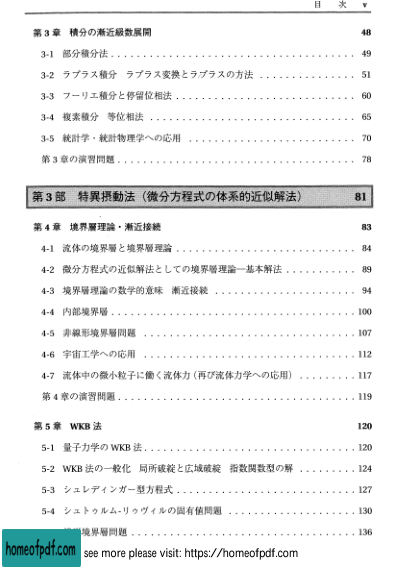 目 次 v
第3章 積分の漸近級数展開 48
3-1 部分積分法 49
3-2 ラプラス積分 ラプラス変換とラプラスの方法 51
3-3 フーリエ積分と停留位相法 60
3-4 複素積分 等位相法 65
3-5 統計学・統計物理学への応用 70
第3章の演習問題 78
第3部 特異摂動法（微分方程式の体系的近似解法） 81
第4章 境界層理論・漸近接続 83
4-1 流体の境界層と境界層理論 84
4-2 微分方程式の近似解法としての境界層理論―基本解法 89
4-3 境界層理論の数学的意味 漸近接続 94
4-4 内部境界層 100
4-5 非線形境界層問題 107
4-6 宇宙工学への応用 112
4-7 流体中の微小粒子に働く流体力（再び流体力学への応用） 117
第4章の演習問題 119
第5章 WKB法 120
5-1 量子力学のWKB法 120
5-2 WKB法の一般化 局所破綻と広域破綻 指数関数型の解 124
5-3 シュレディンガー型方程式 127
5-4 シュトゥルム-リゥヴィルの固有値問題 130
境界層問題 136
homeofpdf.com see more please visit: https://homeofpdf.com